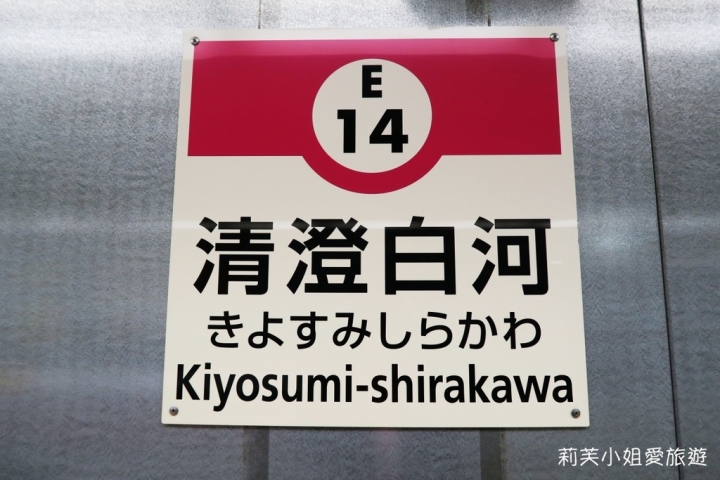 E
14
清澄白河
きよすみしらかわ
Kiyosumi-shirakawa
莉芙小姐愛旅遊